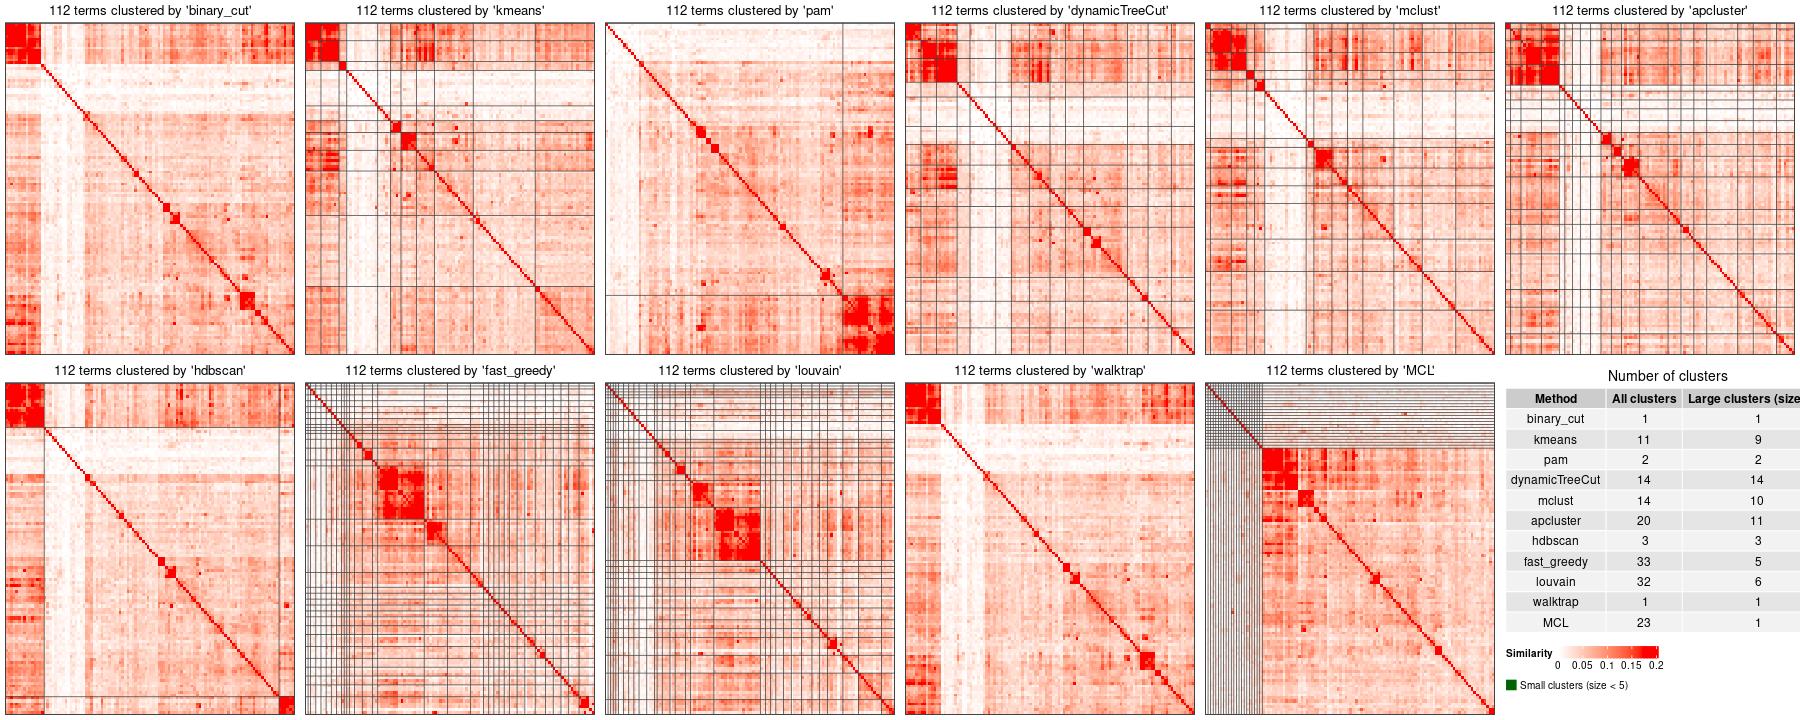 112 terms clustered by 'binary_cut'
112 terms clustered by 'kmeans'
112 terms clustered by 'pam'
112 terms clustered by 'dynamicTreeCut'
112 terms clustered by 'mclust'
112 terms clustered by 'apcluster'
112 terms clustered by 'hdbscan'
112 terms clustered by 'fast_greedy'
112 terms clustered by 'louvain'
112 terms clustered by 'walktrap'
112 terms clustered by 'MCL'
Number of clusters
Method All clusters Large clusters (size
binary_cut 1 1
kmeans 11 9
pam 2 2
dynamicTreeCut 14 14
mclust 14 10
apcluster 20 11
hdbscan 3 3
fast_greedy 33 5
louvain 32 6
walktrap 1 1
MCL 23 1
Similarity
0 0.05 0.1 0.15 0.2
Small clusters (size < 5)